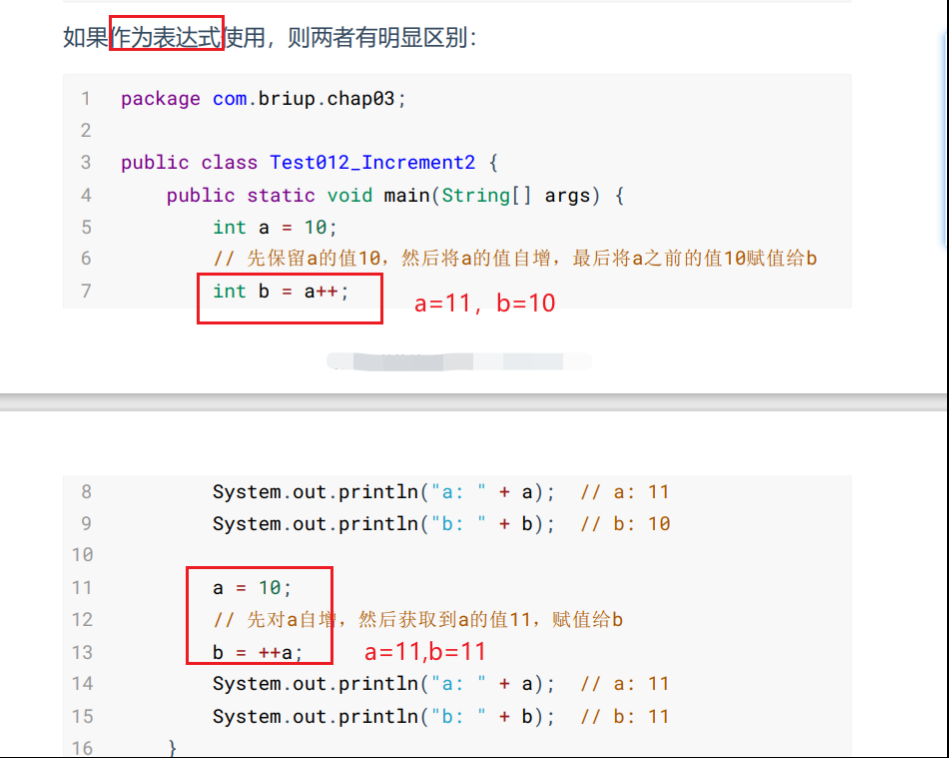 如果作为表达式使用，则两者有明显区别：
1 package com.briup.chap03;
2
3 public class Test012_Increment2 {
4 public static void main(String[] args) {
5 int a = 10;
6 // 先保留a的值10，然后将a的值自增，最后将a之前的值10赋值给b
7 int b = a++; a=11，b=10
8 System.out.println("a: " + a); // a: 11
9 System.out.println("b: " + b); // b: 10
10
11 a = 10;
12 // 先对a自增，然后获取到a的值11，赋值给b
13 b = ++a; a=11,b=11
14 System.out.println("a: " + a); // a: 11
15 System.out.println("b: " + b); // b: 11
16 }